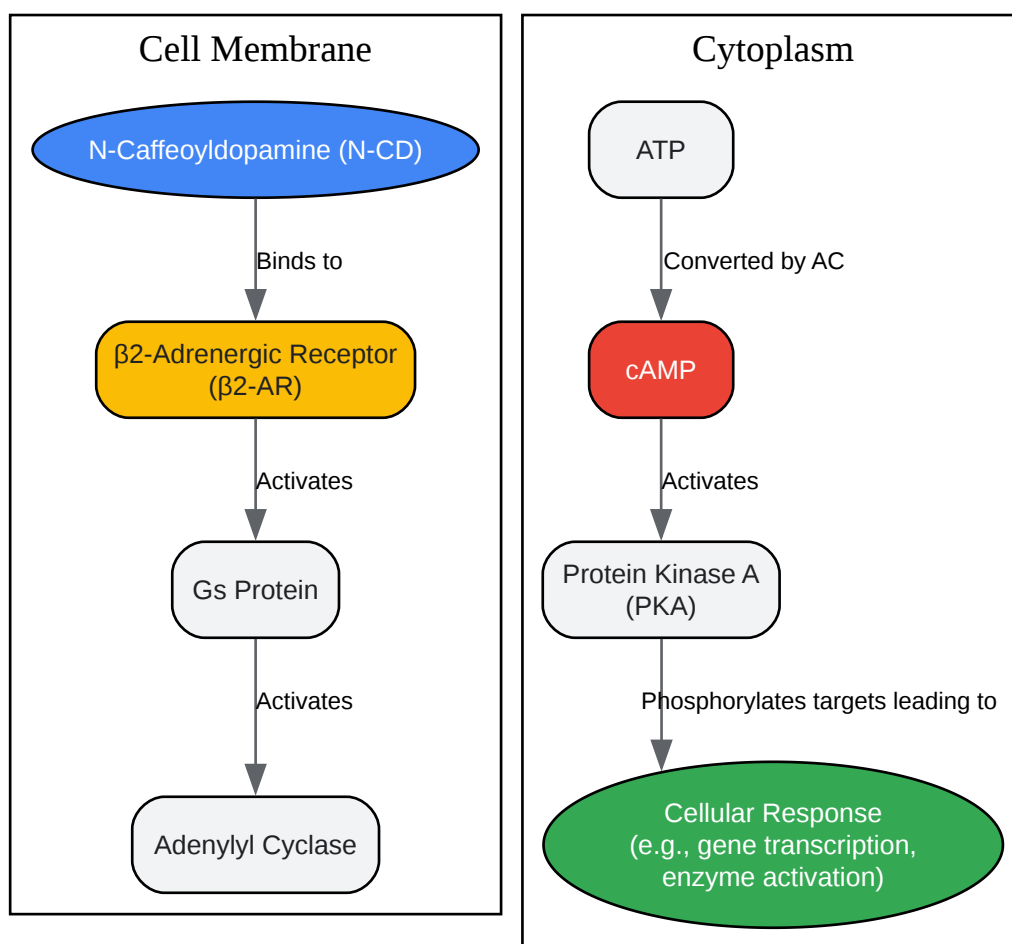 Cell Membrane
N-Caffeoyldopamine (N-CD)
Binds to
β2-Adrenergic Receptor
(β2-AR)
Activates
Gs Protein
Activates
Adenylyl Cyclase
Cytoplasm
ATP
Converted by AC
cAMP
Activates
Protein Kinase A
(PKA)
Phosphorylates targets leading to
Cellular Response
(e.g., gene transcription,
enzyme activation)